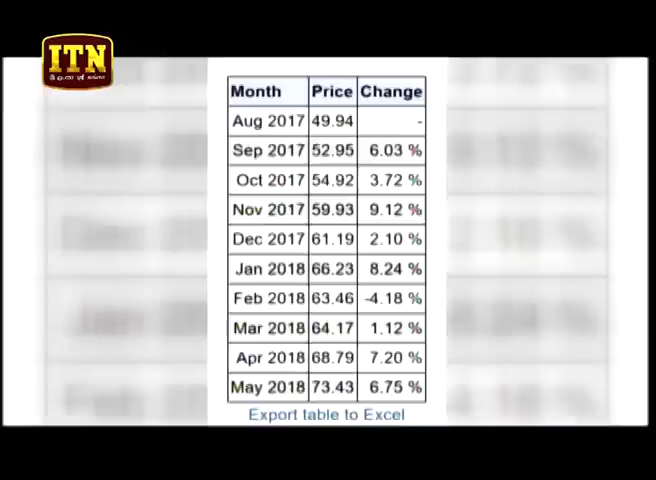 ITN
Month Price Change
Aug 2017 49.94 -
Sep 2017 52.95 6.03 %
Oct 2017 54.92 3.72 %
Nov 2017 59.93 9.12 %
Dec 2017 61.19 2.10 %
Jan 2018 66.23 8.24 %
Feb 2018 63.46 -4.18 %
Mar 2018 64.17 1.12 %
Apr 2018 68.79 7.20 %
May 2018 73.43 6.75 %
Export table to Excel